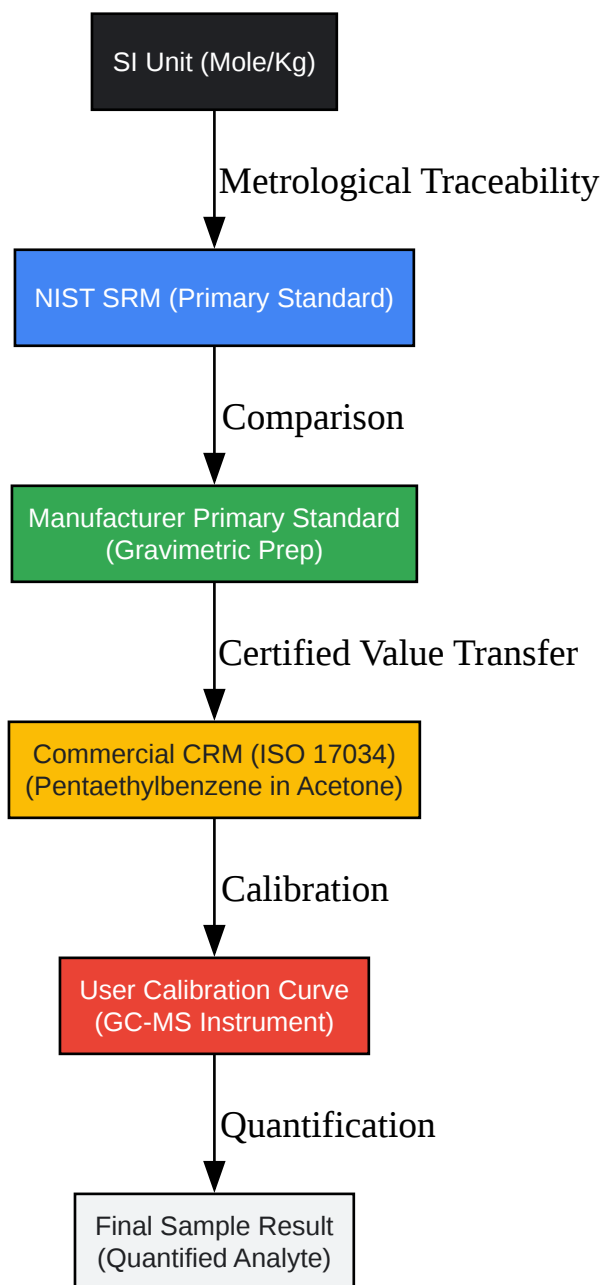 SI Unit (Mole/Kg)
Metrological Traceability
NIST SRM (Primary Standard)
Comparison
Manufacturer Primary Standard
(Gravimetric Prep)
Certified Value Transfer
Commercial CRM (ISO 17034)
(Pentaethylbenzene in Acetone)
Calibration
User Calibration Curve
(GC-MS Instrument)
Quantification
Final Sample Result
(Quantified Analyte)